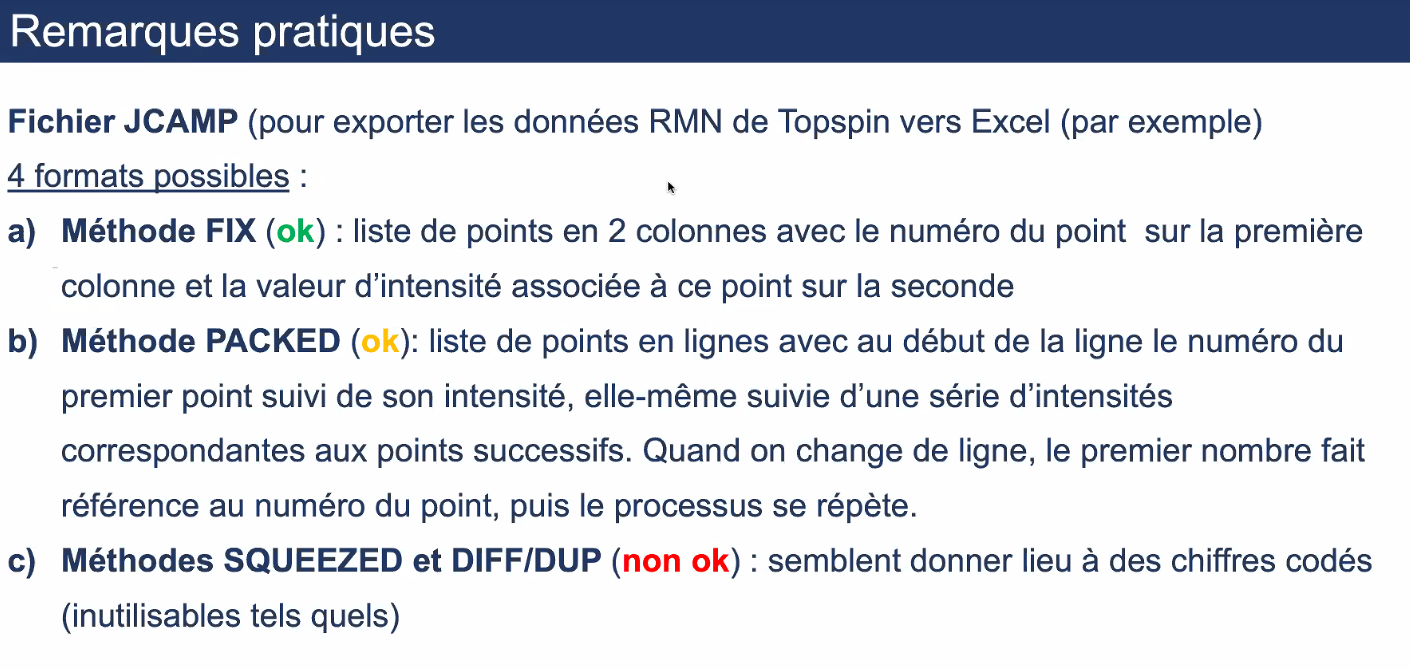 Remarques pratiques
Fichier JCAMP (pour exporter les données RMN de Topspin vers Excel (par exemple)
4 formats possibles :
a) Méthode FIX (ok) : liste de points en 2 colonnes avec le numéro du point sur la première
colonne et la valeur d’intensité associée à ce point sur la seconde
b) Méthode PACKED (ok): liste de points en lignes avec au début de la ligne le numéro du
premier point suivi de son intensité, elle-même suivie d’une série d’intensités
correspondantes aux points successifs. Quand on change de ligne, le premier nombre fait
référence au numéro du point, puis le processus se répète.
c) Méthodes SQUEEZED et DIFF/DUP (non ok) : semblent donner lieu à des chiffres codés
(inutilisables tels quels)